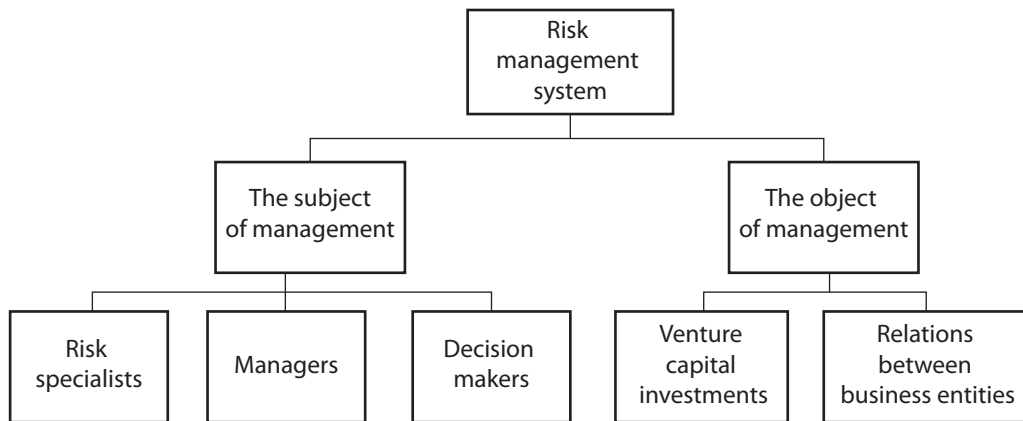 Risk
management
system
The subject
of management
The object
of management
Risk
specialists
Managers
Decision
makers
Venture
capital
investments
Relations
between
business entities